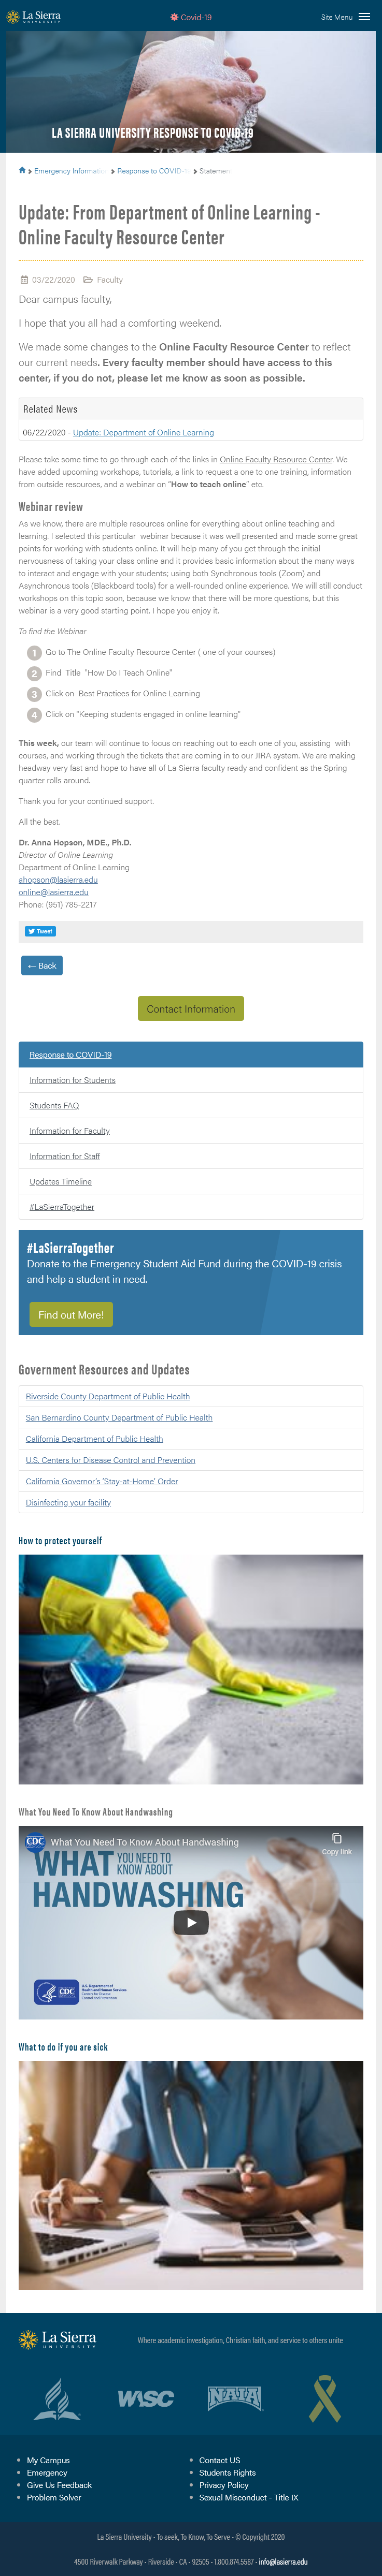 La Sierra
UNIVERSITY
Covid-19
Site Menu
LA SIERRA UNIVERSITY RESPONSE TO COVID-19
Emergency Information
Response to COVID-
Statemen
Update: From Department of Online Learning -
Online Faculty Resource Center
03/22/2020 Faculty
Dear campus faculty,
I hope that you all had a comforting weekend.
We made some changes to the Online Faculty Resource Center to reflect
our current needs. Every faculty member should have access to this
center, if you do not, please let me know as soon as possible.
Related News
06/22/2020 - Update: Department of Online Learning
Please take some time to go through each of the links in Online Faculty Resource Center. We
have added upcoming workshops, tutorials, a link to request a one to one training, information
from outside resources, and a webinar on "How to teach online" etc.
Webinar review
As we know, there are multiple resources online for everything about online teaching and
learning. I selected this particular webinar because it was well presented and made some great
points for working with students online. It will help many of you get through the initial
nervousness of taking your class online and it provides basic information about the many ways
to interact and engage with your students; using both Synchronous tools (Zoom) and
Asynchronous tools (Blackboard tools) for a well-rounded online experience. We will still conduct
workshops on this topic soon, because we know that there will be more questions, but this
webinar is a very good starting point. I hope you enjoy it.
To find the Webinar
1 Go to The Online Faculty Resource Center ( one of your courses)
2 Find Title "How Do I Teach Online"
3 Click on Best Practices for Online Learning
4 Click on "Keeping students engaged in online learning"
This week, our team will continue to focus on reaching out to each one of you, assisting with
courses, and working through the tickets that are coming in to our JIRA system. We are making
headway very fast and hope to have all of La Sierra faculty ready and confident as the Spring
quarter rolls around.
Thank you for your continued support.
All the best.
Dr. Anna Hopson, MDE., Ph.D.
Director of Online Learning
Department of Online Learning
ahopson@lasierra.edu
online@lasierra.edu
Phone: (951) 785-2217
Tweet
← Back
Contact Information
Response to COVID-19
Information for Students
Students FAQ
Information for Faculty
Information for Staff
Updates Timeline
#LaSierraTogether
#LaSierraTogether
Donate to the Emergency Student Aid Fund during the COVID-19 crisis
and help a student in need.
Find out More!
Government Resources and Updates
Riverside County Department of Public Health
San Bernardino County Department of Public Health
California Department of Public Health
U.S. Centers for Disease Control and Prevention
California Governor's 'Stay-at-Home' Order
Disinfecting your facility
How to protect yourself
What You Need To Know About Handwashing
CDC What You Need To Know About Handwashing
Copy link
WHAT YOU NEED TO KNOW ABOUT
HANDWASHING
CDC
U.S. Department of
Health and Human Services
Centers for Disease
Control and Prevention
What to do if you are sick
La Sierra
UNIVERSITY
Where academic investigation, Christian faith, and service to others unite
WASC
NAIA
My Campus
Emergency
Give Us Feedback
Problem Solver
Contact US
Students Rights
Privacy Policy
Sexual Misconduct - Title IX
La Sierra University - To seek, To Know, To Serve - © Copyright 2020
4500 Riverwalk Parkway - Riverside - CA - 92505 - 1.800.874.5587 - info@lasierra.edu